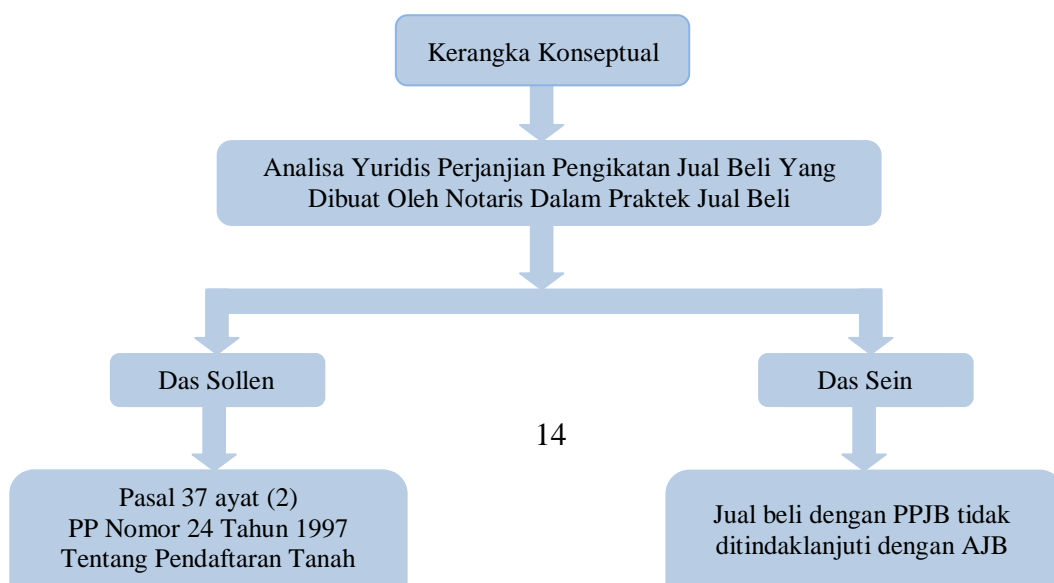 Kerangka Konseptual
Analisa Yuridis Perjanjian Pengikatan Jual Beli Yang
Dibuat Oleh Notaris Dalam Praktek Jual Beli
Das Sollen
Das Sein
14
Pasal 37 ayat (2)
PP Nomor 24 Tahun 1997
Tentang Pendaftaran Tanah
Jual beli dengan PPJB tidak
ditindaklanjuti dengan AJB